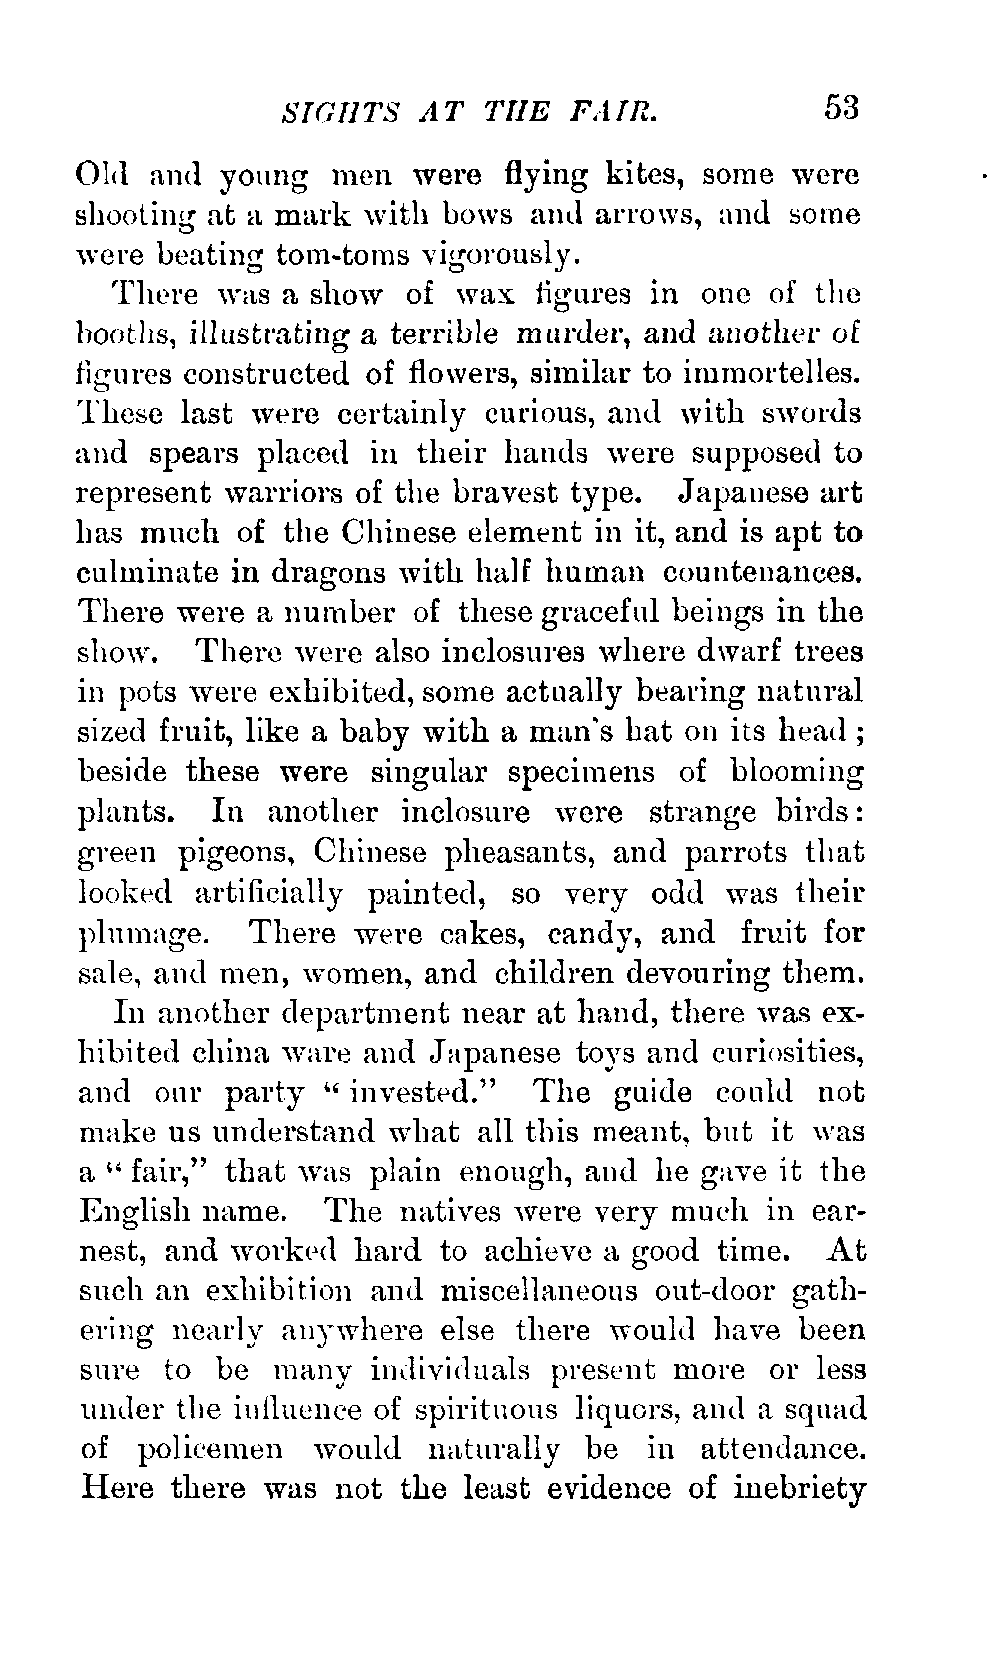 SIGHTS AT THE FAIR. 53
Old and young men were flying kites, some were
shooting at a mark with bows and arrows, and some
were beating tom-toms vigorously.
There was a show of wax figures in one of the
booths, illustrating a terrible murder, and another of
figures constructed of flowers, similar to immortelles.
These last were certainly curious, and with swords
and spears placed in their hands were supposed to
represent warriors of the bravest type. Japanese art
has much of the Chinese element in it, and is apt to
culminate in dragons with half human countenances.
There were a number of these graceful beings in the
show. There were also inclosures where dwarf trees
in pots were exhibited, some actually bearing natural
sized fruit, like a baby with a man's hat on its head;
beside these were singular specimens of blooming
plants. In another inclosure were strange birds:
green pigeons, Chinese pheasants, and parrots that
looked artificially painted, so very odd was their
plumage. There were cakes, candy, and fruit for
sale, and men, women, and children devouring them.
In another department near at hand, there was ex-
hibited china ware and Japanese toys and curiosities,
and our party "invested." The guide could not
make us understand what all this meant, but it was
a "fair," that was plain enough, and he gave it the
English name. The natives were very much in ear-
nest, and worked hard to achieve a good time. At
such an exhibition and miscellaneous out-door gath-
ering nearly anywhere else there would have been
sure to be many individuals present more or less
under the influence of spirituous liquors, and a squad
of policemen would naturally be in attendance.
Here there was not the least evidence of inebriety